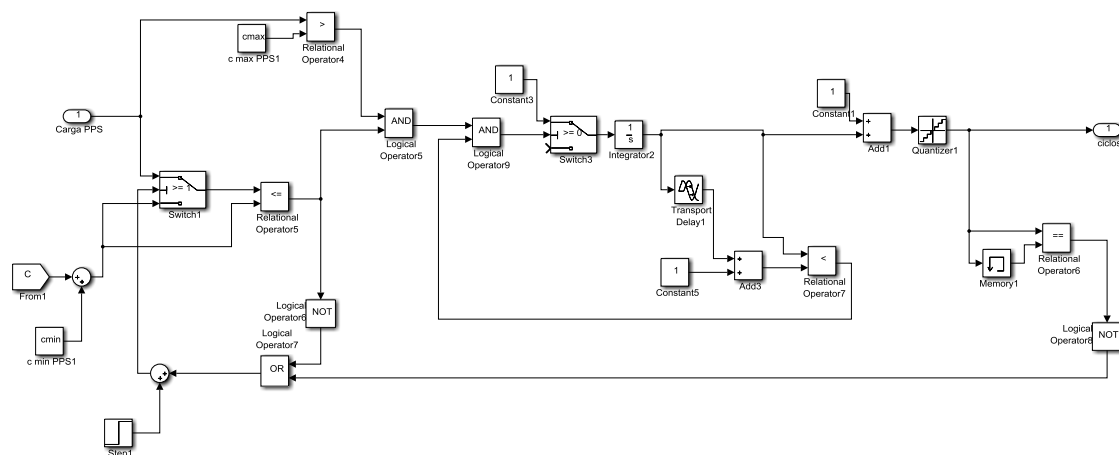 >
Relational
Operator4
cmax
c max PPS1
1
Carga PPS
AND
Logical
Operator5
1
Constant3
AND
Logical
Operator9
>= 0
Switch3
1
s
Integrator2
1
Constant1
+
+
Add1
Quantizer1
1
ciclos
>= 1
Switch1
<=
Relational
Operator5
Transport
Delay1
1
Constant5
+
+
Add3
<
Relational
Operator7
==
Relational
Operator6
Memory1
C
From1
+
+
cmin
c min PPS1
Logical
Operator6
NOT
Logical
Operator7
OR
Logical
Operator8
NOT
+
+
Step1